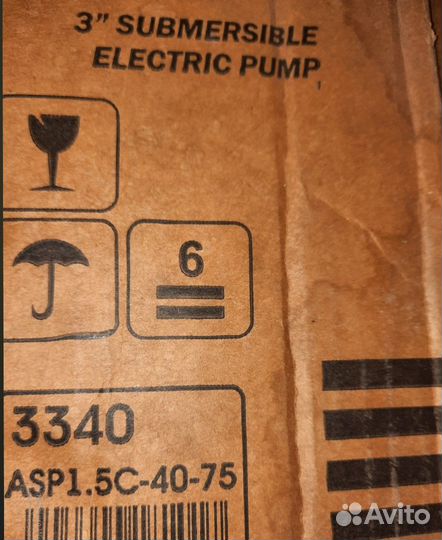 3” SUBMERSIBLE
ELECTRIC PUMP
6
3340
ASP1.5C-40-75
Avito